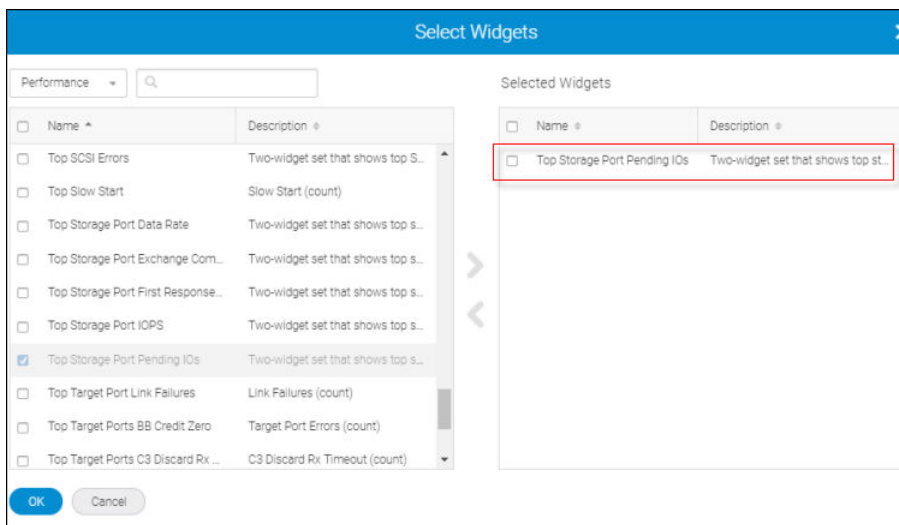 Select Widgets
Performance
Selected Widgets
Name Description
Name Description
Top SCSI Errors Two-widget set that shows top S...
Top Storage Port Pending IOs Two-widget set that shows top st...
Top Slow Start Slow Start (count)
Top Storage Port Data Rate Two-widget set that shows top s...
Top Storage Port Exchange Com... Two-widget set that shows top s...
Top Storage Port First Response... Two-widget set that shows top s...
Top Storage Port IOPS Two-widget set that shows top s...
Top Storage Port Pending IOs Two-widget set that shows top s...
Top Target Port Link Failures Link Failures (count)
Top Target Ports BB Credit Zero Target Port Errors (count)
Top Target Ports C3 Discard Rx ... C3 Discard Rx Timeout (count)
OK Cancel